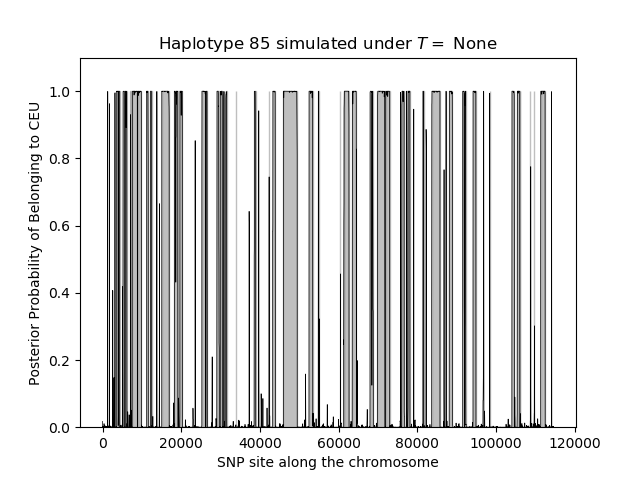 Haplotype 85 simulated under T = None
Posterior Probability of Belonging to CEU
1.0
0.8
0.6
0.4
0.2
0.0
0 20000 40000 60000 80000 100000 120000
SNP site along the chromosome